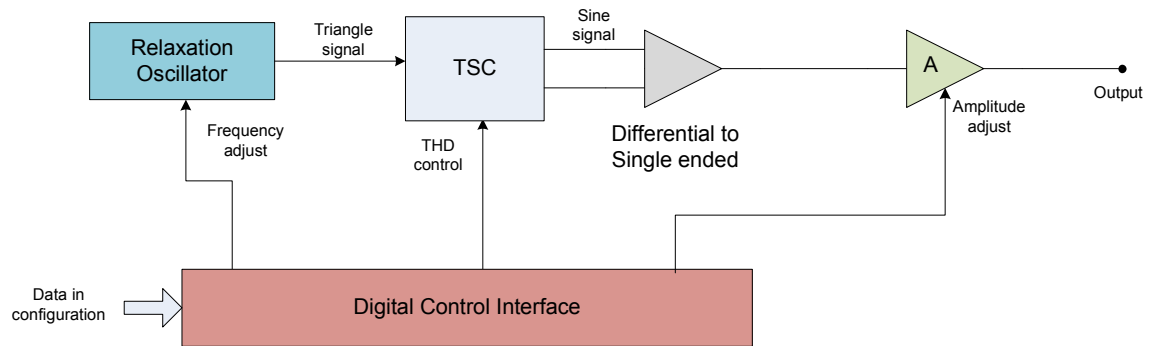 Relaxation
Oscillator
Triangle
signal
TSC
Sine
signal
A
Output
Frequency
adjust
THD
control
Differential to
Single ended
Amplitude
adjust
Data in
configuration
Digital Control Interface